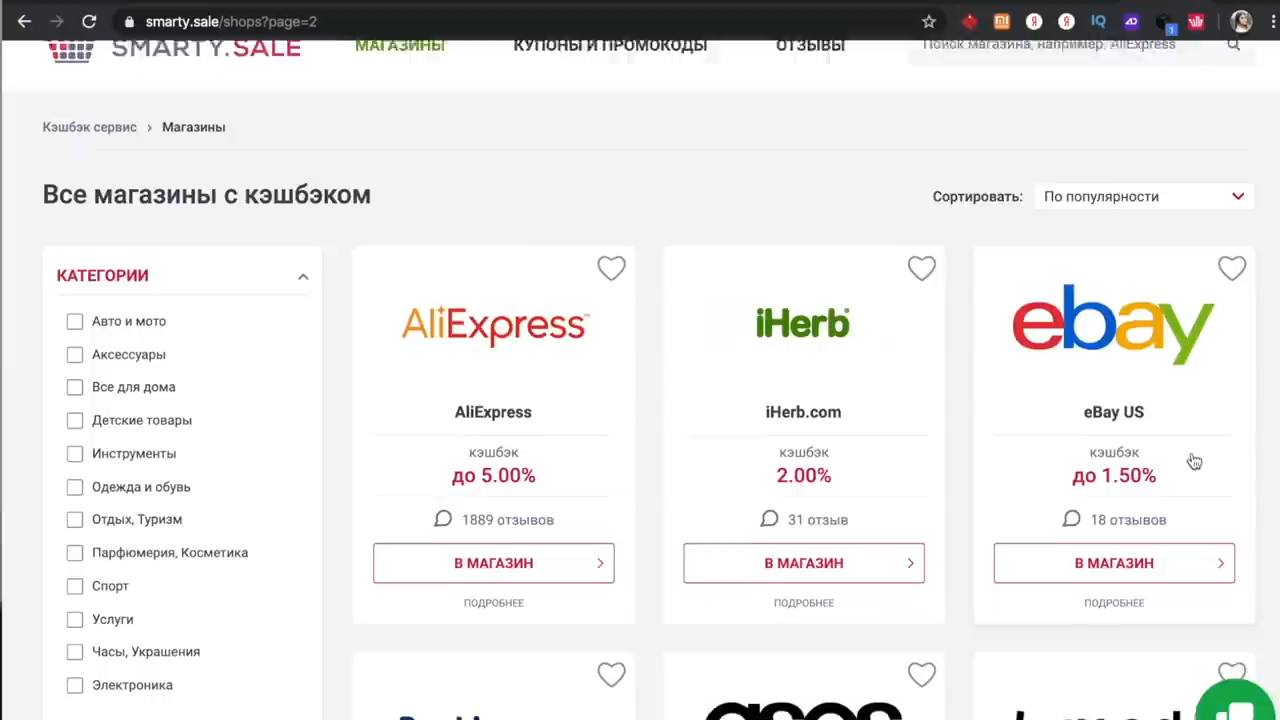 smarty.sale/shops?page=2
SMARTY.SALE
МАГАЗИНЫ
КУПОНЫ И ПРОМОКОДЫ
ОТЗЫВЫ
Поиск магазина, например, AliExpress
Кэшбэк сервис › Магазины
Все магазины с кэшбэком
Сортировать: По популярности
КАТЕГОРИИ
Авто и мото
Аксессуары
Все для дома
Детские товары
Инструменты
Одежда и обувь
Отдых, Туризм
Парфюмерия, Косметика
Спорт
Услуги
Часы, Украшения
Электроника
AliExpress
AliExpress
кэшбэк
до 5.00%
1889 отзывов
В МАГАЗИН
ПОДРОБНЕЕ
iHerb
iHerb.com
кэшбэк
2.00%
31 отзыв
В МАГАЗИН
ПОДРОБНЕЕ
ebay
eBay US
кэшбэк
до 1.50%
18 отзывов
В МАГАЗИН
ПОДРОБНЕЕ
asos